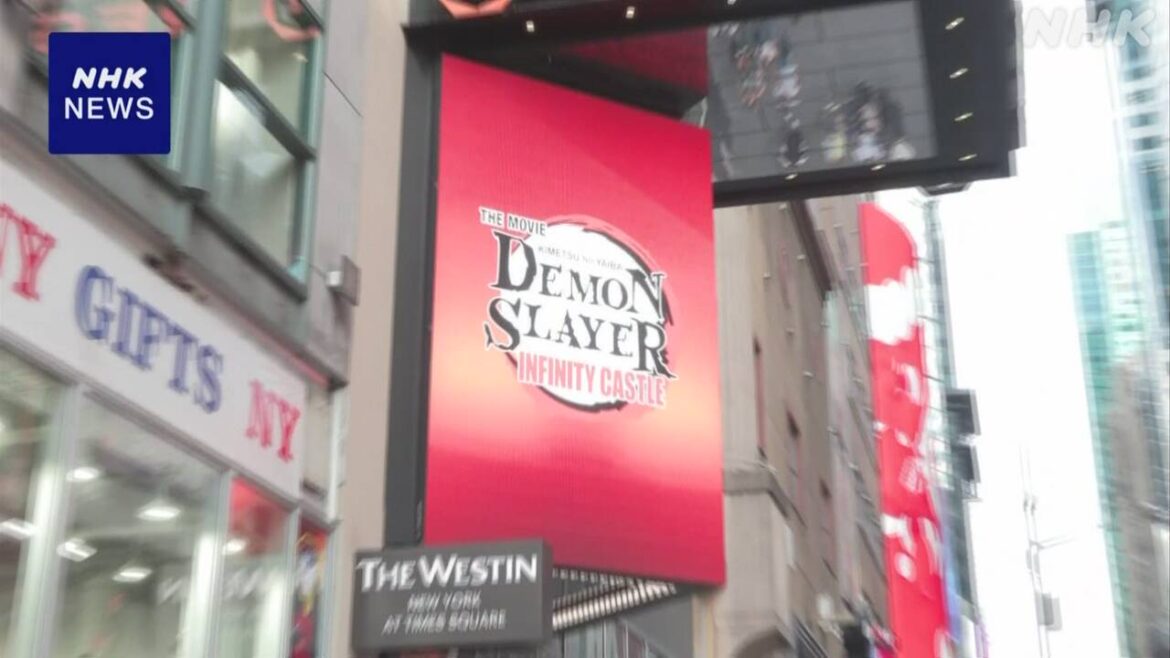 NHK
NEWS
NHK
THE MOVIE
KIMETSU NO YAIBA
DEMON
SLAYER
INFINITY CASTLE
NY
GIFTS
NY
THE WESTIN
NEW YORK
AT TIMES SQUARE